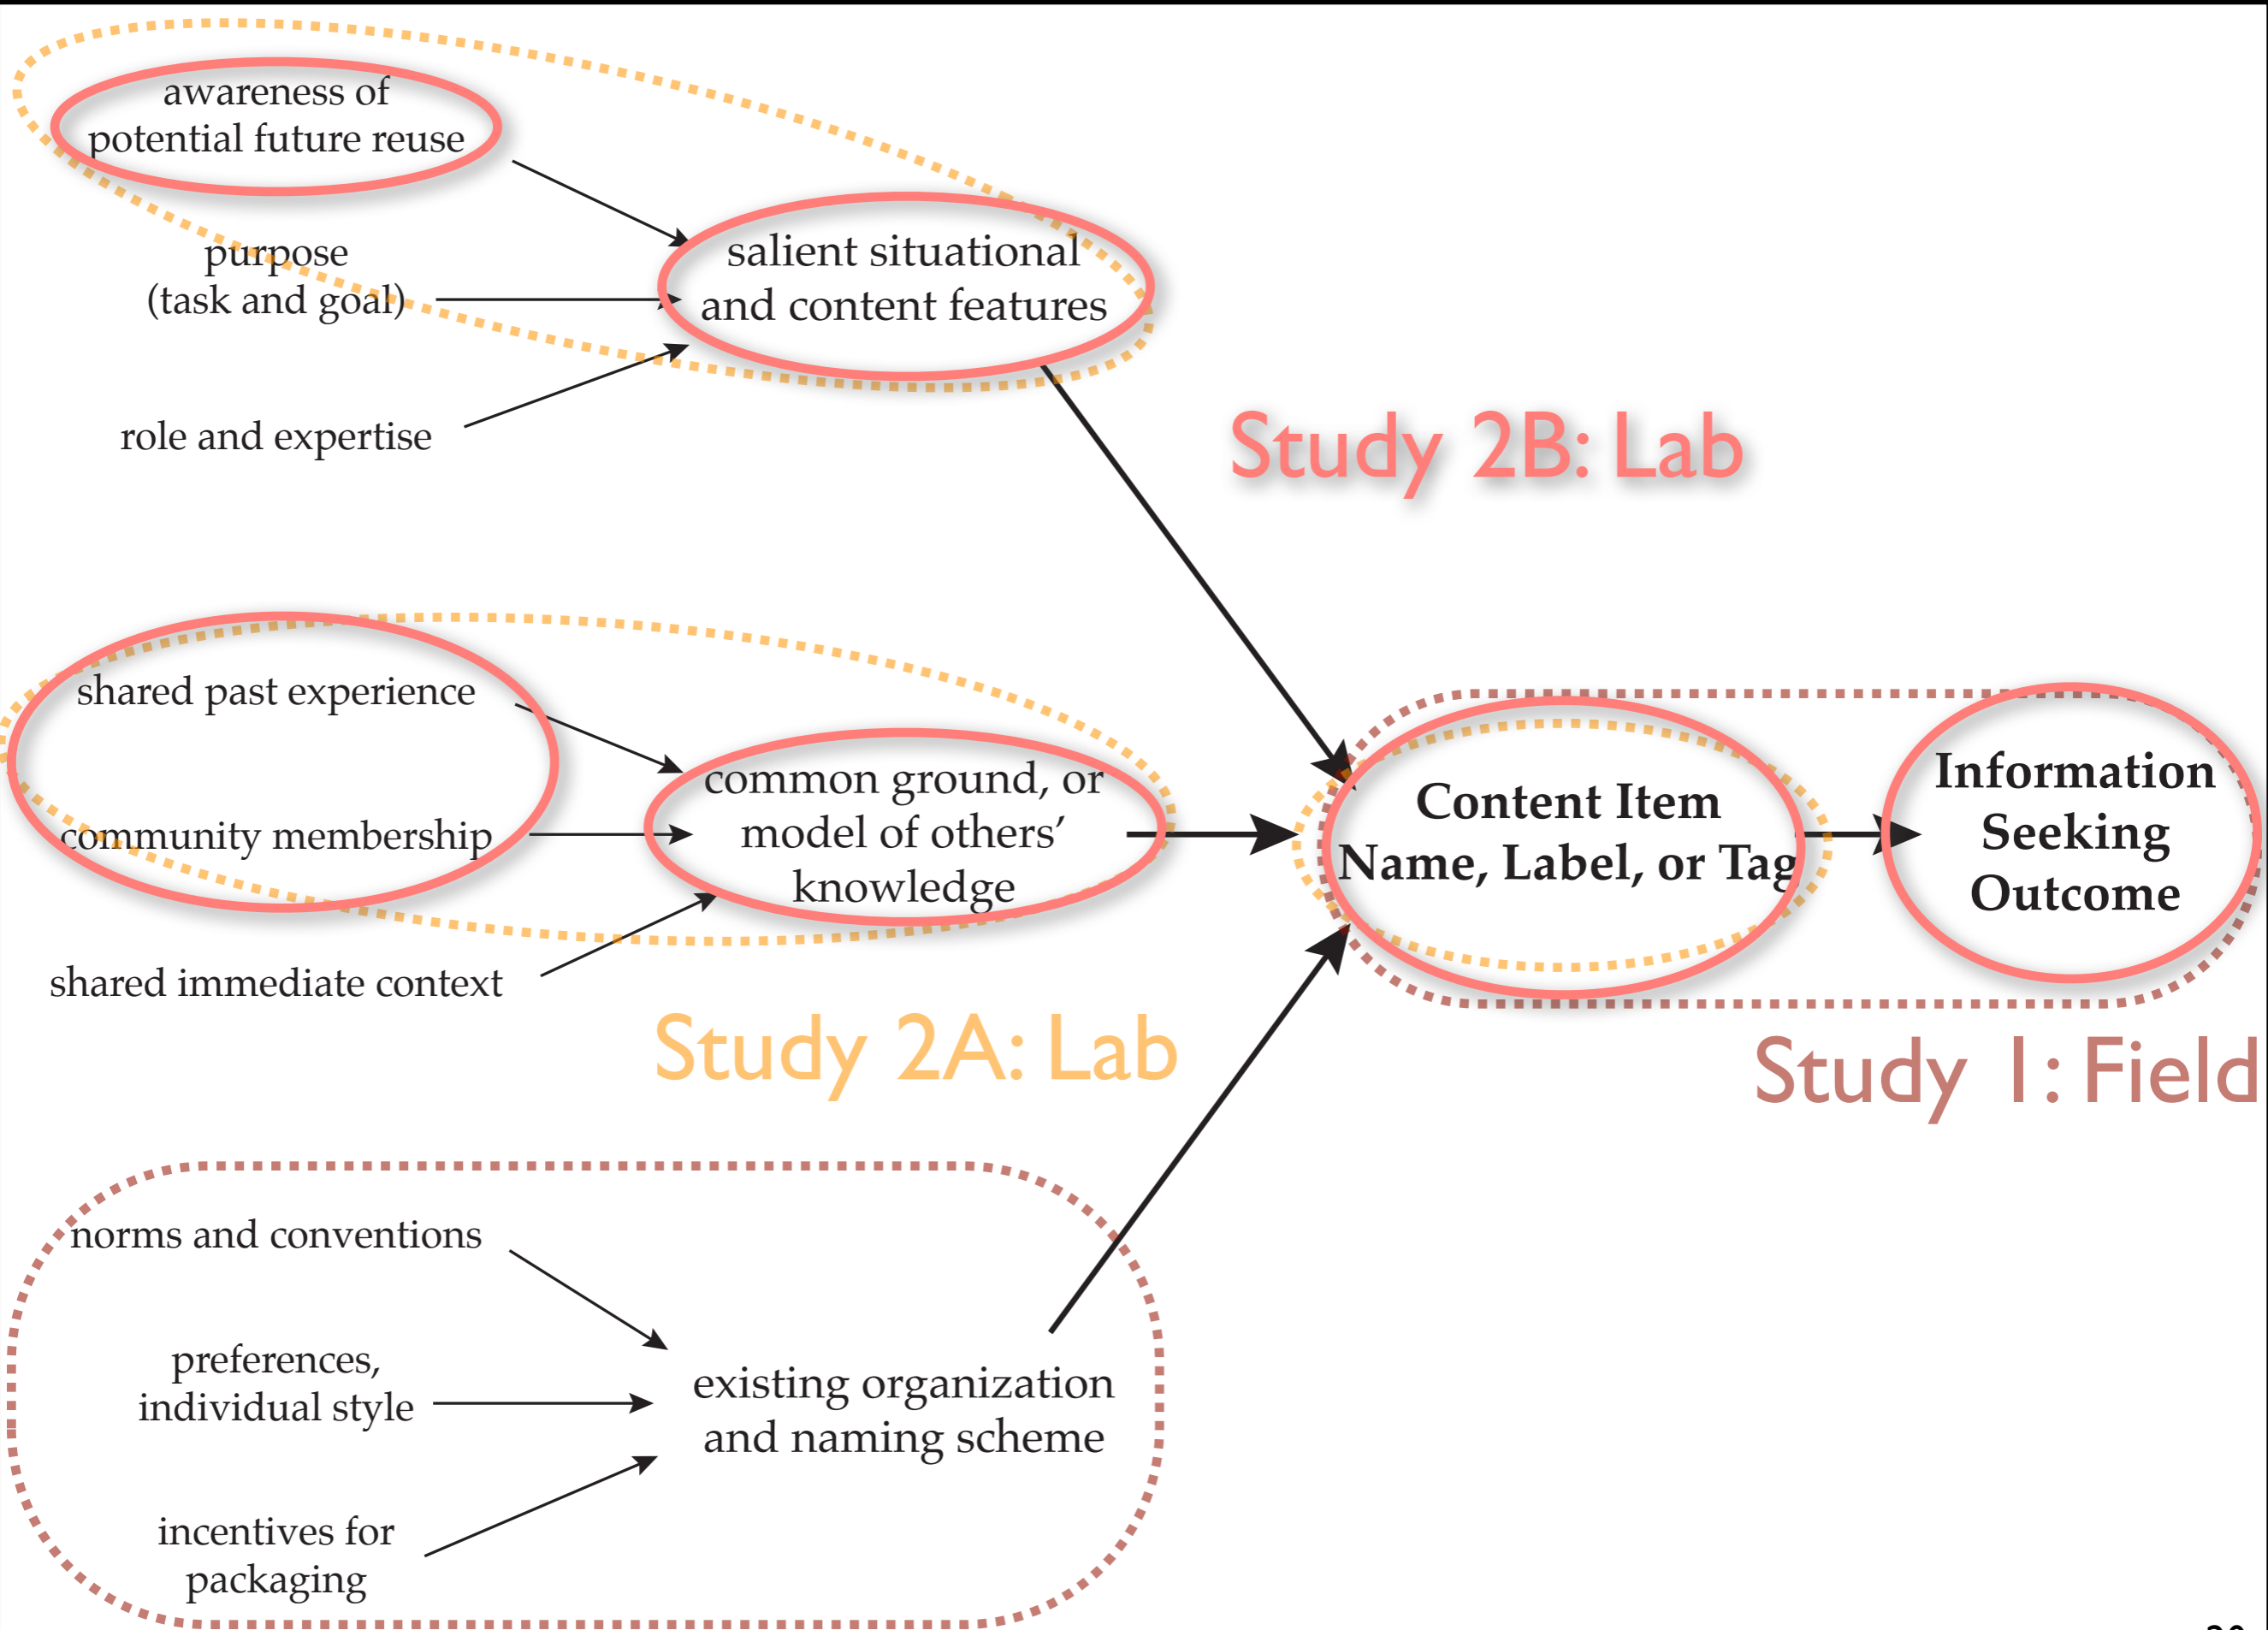 awareness of
potential future reuse
purpose
(task and goal)
role and expertise
salient situational
and content features
Study 2B: Lab
shared past experience
community membership
shared immediate context
common ground, or
model of others’
knowledge
Content Item
Name, Label, or Tag
Information
Seeking
Outcome
Study 2A: Lab
Study 1: Field
norms and conventions
preferences,
individual style
incentives for
packaging
existing organization
and naming scheme